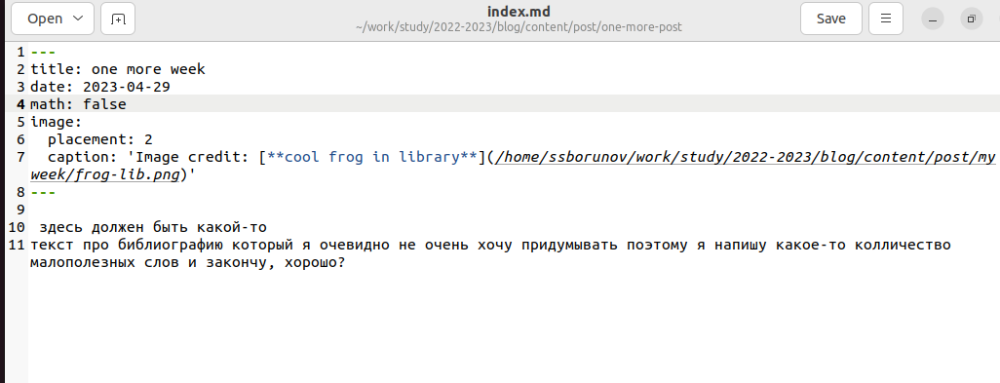 Open
index.md
~/work/study/2022-2023/blog/content/post/one-more-post
Save
1 ---
2 title: one more week
3 date: 2023-04-29
4 math: false
5 image:
6   placement: 2
7   caption: 'Image credit: [**cool frog in library**](/home/ssborunov/work/study/2022-2023/blog/content/post/my
week/frog-lib.png)'
8 ---
9
10  здесь должен быть какой-то
11 текст про библиографию который я очевидно не очень хочу придумывать поэтому я напишу какое-то колличество
малополезных слов и закончу, хорошо?